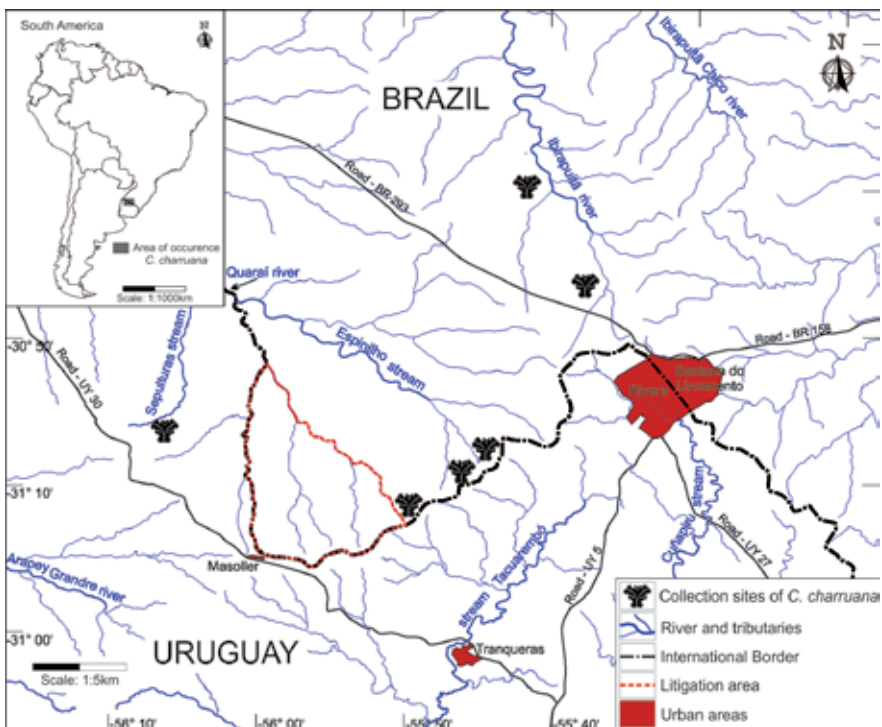 South America
N
Area of occurence
C. charruana
Scale: 1:1000km
BRAZIL
N
Ibirapuitã Chico river
Ibirapuitã river
Road - BR 293
Quaraí river
Sepulturas stream
Espinilho stream
Road - BR 158
-30° 50'
Road - UY 30
Rivera
Santana do
Livramento
-31° 10'
Masoller
Arapey Grandre river
stream Tacuarembó
Cuñapiru stream
Road - UY 5
Road - UY 27
-31° 00'
URUGUAY
Tranqueras
Scale: 1:5km
-56° 10'
-56° 00'
-55° 50'
-55° 40'
Collection sites of C. charruana
River and tributaries
International Border
Litigation area
Urban areas